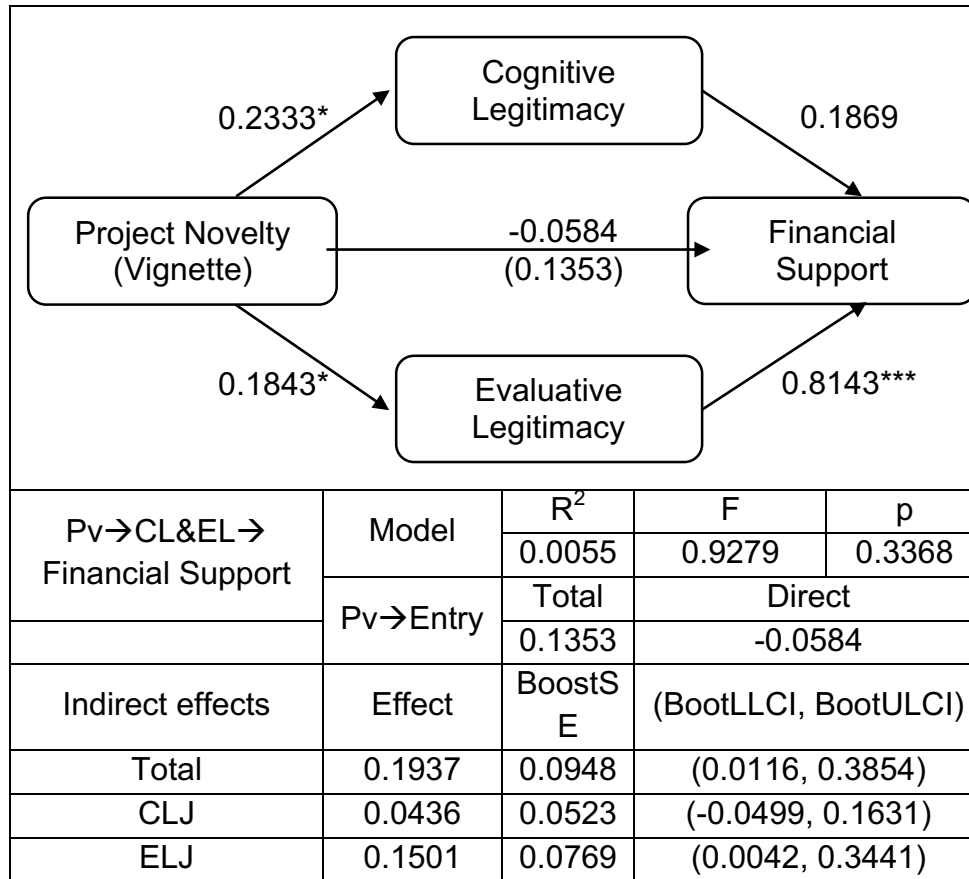 Cognitive
Legitimacy
0.2333*
0.1869
Project Novelty
(Vignette)
-0.0584
(0.1353)
Financial
Support
0.1843*
Evaluative
Legitimacy
0.8143***
Pv→CL&EL→
Financial Support
Model
R² F p
0.0055 0.9279 0.3368
Pv→Entry
Total Direct
0.1353 -0.0584
Indirect effects Effect BoostS
E (BootLLCI, BootULCI)
Total 0.1937 0.0948 (0.0116, 0.3854)
CLJ 0.0436 0.0523 (-0.0499, 0.1631)
ELJ 0.1501 0.0769 (0.0042, 0.3441)